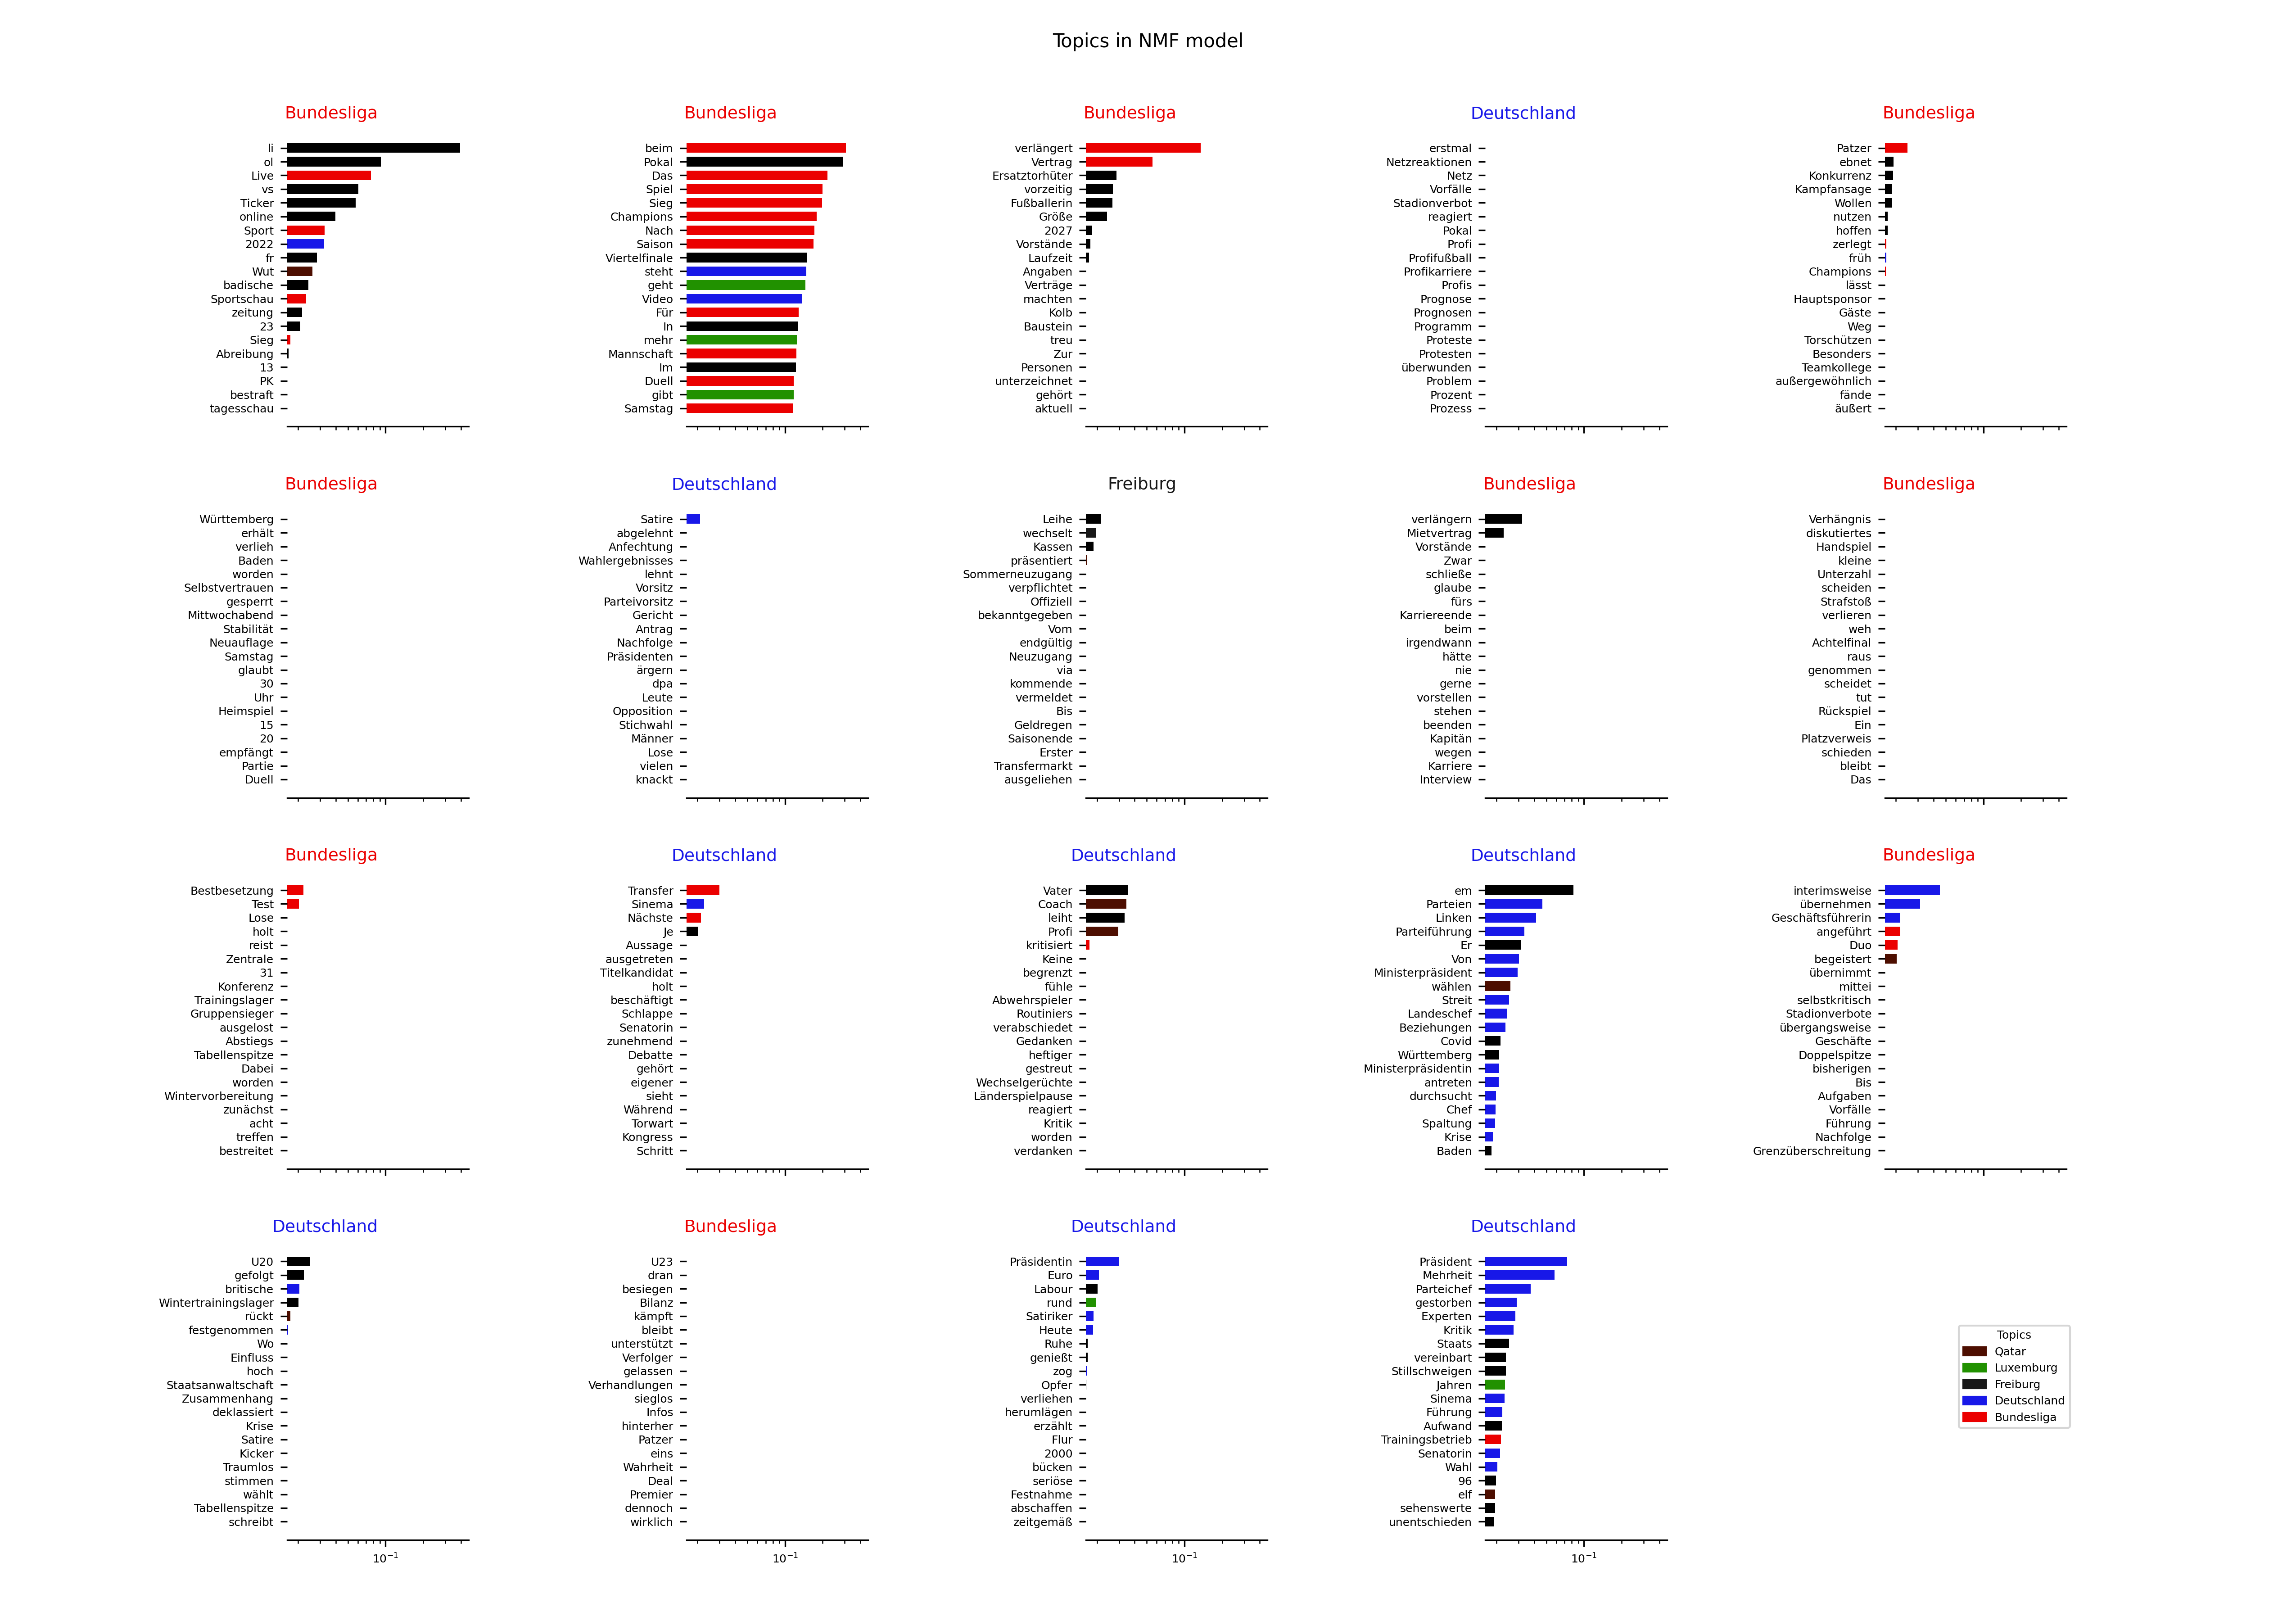 Topics in NMF model
Bundesliga
li
ol
Live
vs
Ticker
online
Sport
2022
fr
Wut
badische
Sportschau
zeitung
23
Sieg
Abreibung
13
PK
bestraft
tagesschau
Bundesliga
beim
Pokal
Das
Spiel
Sieg
Champions
Nach
Saison
Viertelfinale
steht
geht
Video
Für
In
mehr
Mannschaft
Im
Duell
gibt
Samstag
Bundesliga
verlängert
Vertrag
Ersatztorhüter
vorzeitig
Fußballerin
Größe
2027
Vorstände
Laufzeit
Angaben
Verträge
machten
Kolb
Baustein
treu
Zur
Personen
unterzeichnet
gehört
aktuell
Deutschland
erstmal
Netzreaktionen
Netz
Vorfälle
Stadionverbot
reagiert
Pokal
Profi
Profifußball
Profikarriere
Profis
Prognose
Prognosen
Programm
Proteste
Protesten
überwunden
Problem
Prozent
Prozess
Bundesliga
Patzer
ebnet
Konkurrenz
Kampfansage
Wollen
nutzen
hoffen
zerlegt
früh
Champions
lässt
Hauptsponsor
Gäste
Weg
Torschützen
Besonders
Teamkollege
außergewöhnlich
fände
äußert
Bundesliga
Württemberg
erhält
verlieh
Baden
worden
Selbstvertrauen
gesperrt
Mittwochabend
Stabilität
Neuauflage
Samstag
glaubt
30
Uhr
Heimspiel
15
20
empfängt
Partie
Duell
Deutschland
Satire
abgelehnt
Anfechtung
Wahlergebnisses
lehnt
Vorsitz
Parteivorsitz
Gericht
Antrag
Nachfolge
Präsidenten
ärgern
dpa
Leute
Opposition
Stichwahl
Männer
Lose
vielen
knackt
Freiburg
Leihe
wechselt
Kassen
präsentiert
Sommerneuzugang
verpflichtet
Offiziell
bekanntgegeben
Vom
endgültig
Neuzugang
via
kommende
vermeldet
Bis
Geldregen
Saisonende
Erster
Transfermarkt
ausgeliehen
Bundesliga
verlängern
Mietvertrag
Vorstände
Zwar
schließe
glaube
fürs
Karriereende
beim
irgendwann
hätte
nie
gerne
vorstellen
stehen
beenden
Kapitän
wegen
Karriere
Interview
Bundesliga
Verhängnis
diskutiertes
Handspiel
kleine
Unterzahl
scheiden
Strafstoß
verlieren
weh
Achtelfinal
raus
genommen
scheidet
tut
Rückspiel
Ein
Platzverweis
schieden
bleibt
Das
Bundesliga
Bestbesetzung
Test
Lose
holt
reist
Zentrale
31
Konferenz
Trainingslager
Gruppensieger
ausgelost
Abstiegs
Tabellenspitze
Dabei
worden
Wintervorbereitung
zunächst
acht
treffen
bestreitet
Deutschland
Transfer
Sinema
Nächste
Je
Aussage
ausgetreten
Titelkandidat
holt
beschäftigt
Schlappe
Senatorin
zunehmend
Debatte
gehört
eigener
sieht
Während
Torwart
Kongress
Schritt
Deutschland
Vater
Coach
leiht
Profi
kritisiert
Keine
begrenzt
fühle
Abwehrspieler
Routiniers
verabschiedet
Gedanken
heftiger
gestreut
Wechselgerüchte
Länderspielpause
reagiert
Kritik
worden
verdanken
Deutschland
em
Parteien
Linken
Parteiführung
Er
Von
Ministerpräsident
wählen
Streit
Landeschef
Beziehungen
Covid
Württemberg
Ministerpräsidentin
antreten
durchsucht
Chef
Spaltung
Krise
Baden
Bundesliga
interimsweise
übernehmen
Geschäftsführerin
angeführt
Duo
begeistert
übernimmt
mittei
selbstkritisch
Stadionverbote
übergangsweise
Geschäfte
Doppelspitze
bisherigen
Bis
Aufgaben
Vorfälle
Führung
Nachfolge
Grenzüberschreitung
Deutschland
U20
gefolgt
britische
Wintertrainingslager
rückt
festgenommen
Wo
Einfluss
hoch
Staatsanwaltschaft
Zusammenhang
deklassiert
Krise
Satire
Kicker
Traumlos
stimmen
wählt
Tabellenspitze
schreibt
10⁻¹
Bundesliga
U23
dran
besiegen
Bilanz
kämpft
bleibt
unterstützt
Verfolger
gelassen
Verhandlungen
sieglos
Infos
hinterher
Patzer
eins
Wahrheit
Deal
Premier
dennoch
wirklich
10⁻¹
Deutschland
Präsidentin
Euro
Labour
rund
Satiriker
Heute
Ruhe
genießt
zog
Opfer
verliehen
herumlägen
erzählt
Flur
2000
bücken
seriöse
Festnahme
abschaffen
zeitgemäß
10⁻¹
Deutschland
Präsident
Mehrheit
Parteichef
gestorben
Experten
Kritik
Staats
vereinbart
Stillschweigen
Jahren
Sinema
Führung
Aufwand
Trainingsbetrieb
Senatorin
Wahl
96
elf
sehenswerte
unentschieden
10⁻¹
Topics
Qatar
Luxemburg
Freiburg
Deutschland
Bundesliga